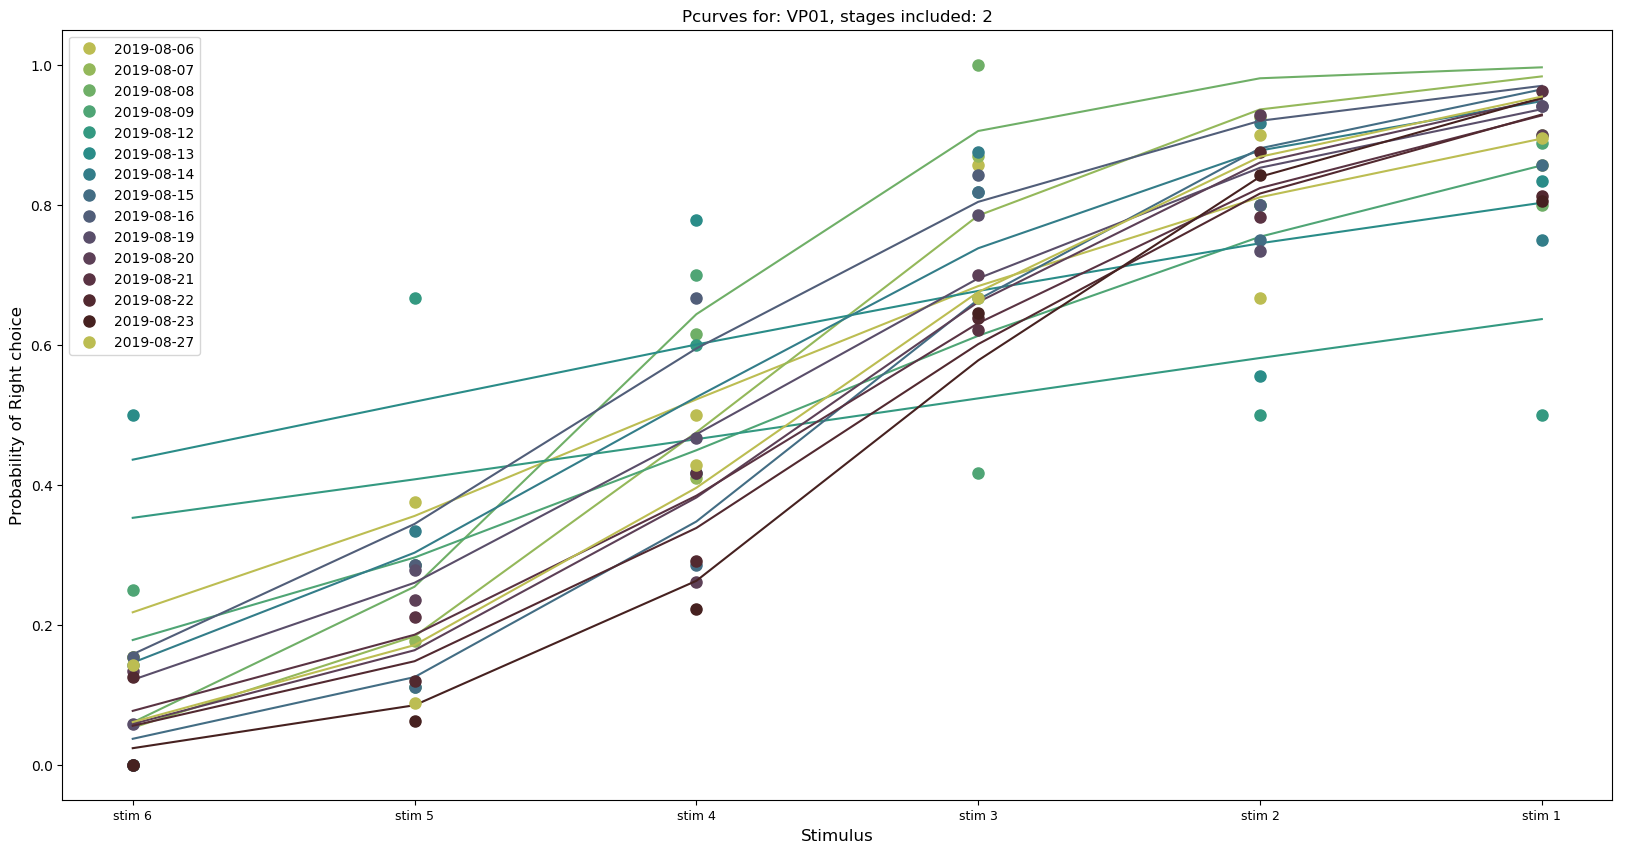 Pcurves for: VP01, stages included: 2
1.0
0.8
0.6
0.4
0.2
0.0
Probability of Right choice
2019-08-06
2019-08-07
2019-08-08
2019-08-09
2019-08-12
2019-08-13
2019-08-14
2019-08-15
2019-08-16
2019-08-19
2019-08-20
2019-08-21
2019-08-22
2019-08-23
2019-08-27
stim 6
stim 5
stim 4
stim 3
stim 2
stim 1
Stimulus